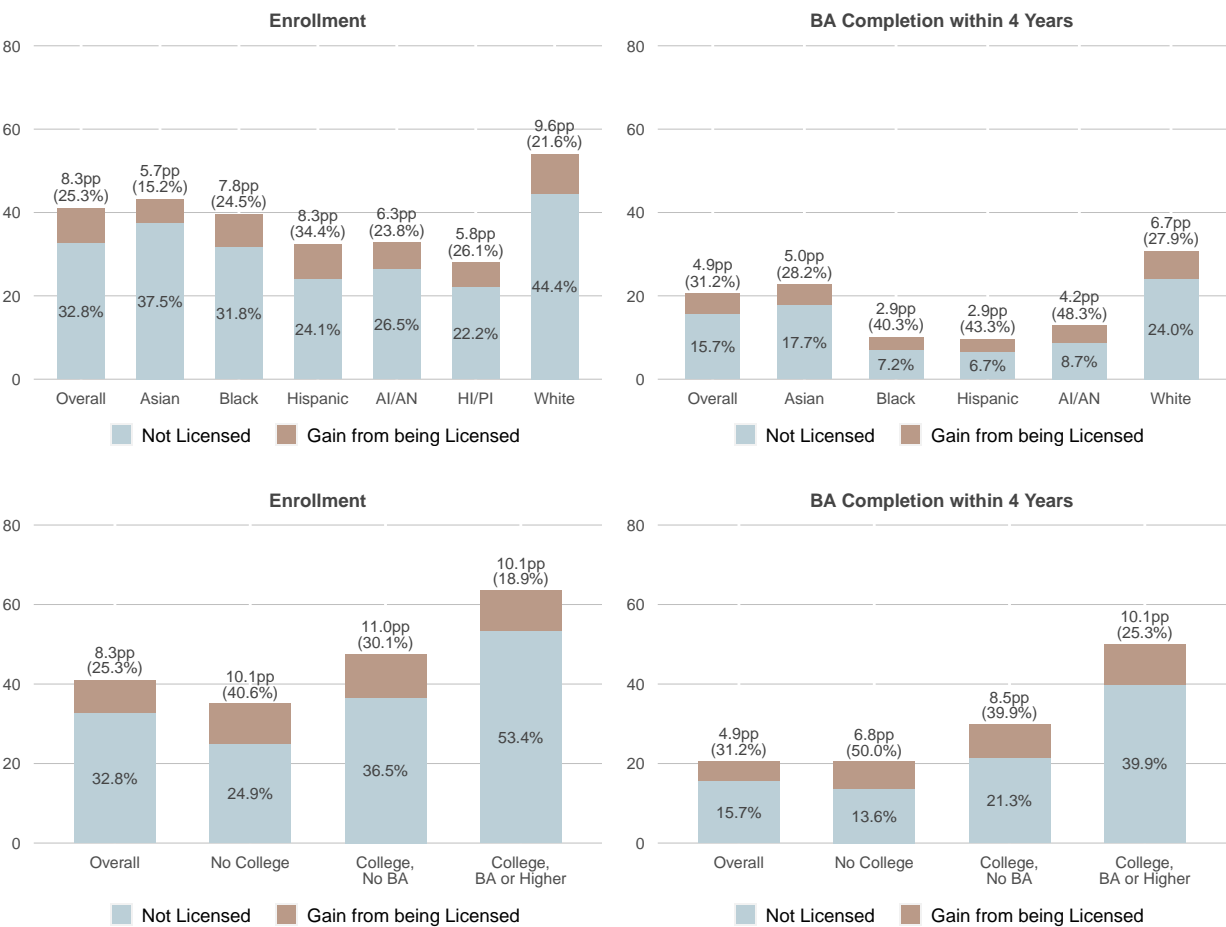 Enrollment
80
60
40
20
0
8.3pp
(25.3%)
5.7pp
(15.2%)
7.8pp
(24.5%)
8.3pp
(34.4%)
6.3pp
(23.8%)
5.8pp
(26.1%)
9.6pp
(21.6%)
32.8%
37.5%
31.8%
24.1%
26.5%
22.2%
44.4%
Overall
Asian
Black
Hispanic
AI/AN
HI/PI
White
Not Licensed
Gain from being Licensed
BA Completion within 4 Years
80
60
40
20
0
4.9pp
(31.2%)
5.0pp
(28.2%)
2.9pp
(40.3%)
2.9pp
(43.3%)
4.2pp
(48.3%)
6.7pp
(27.9%)
15.7%
17.7%
7.2%
6.7%
8.7%
24.0%
Overall
Asian
Black
Hispanic
AI/AN
White
Not Licensed
Gain from being Licensed
Enrollment
80
60
40
20
0
8.3pp
(25.3%)
10.1pp
(40.6%)
11.0pp
(30.1%)
10.1pp
(18.9%)
32.8%
24.9%
36.5%
53.4%
Overall
No College
College,
No BA
College,
BA or Higher
Not Licensed
Gain from being Licensed
BA Completion within 4 Years
80
60
40
20
0
4.9pp
(31.2%)
6.8pp
(50.0%)
8.5pp
(39.9%)
10.1pp
(25.3%)
15.7%
13.6%
21.3%
39.9%
Overall
No College
College,
No BA
College,
BA or Higher
Not Licensed
Gain from being Licensed